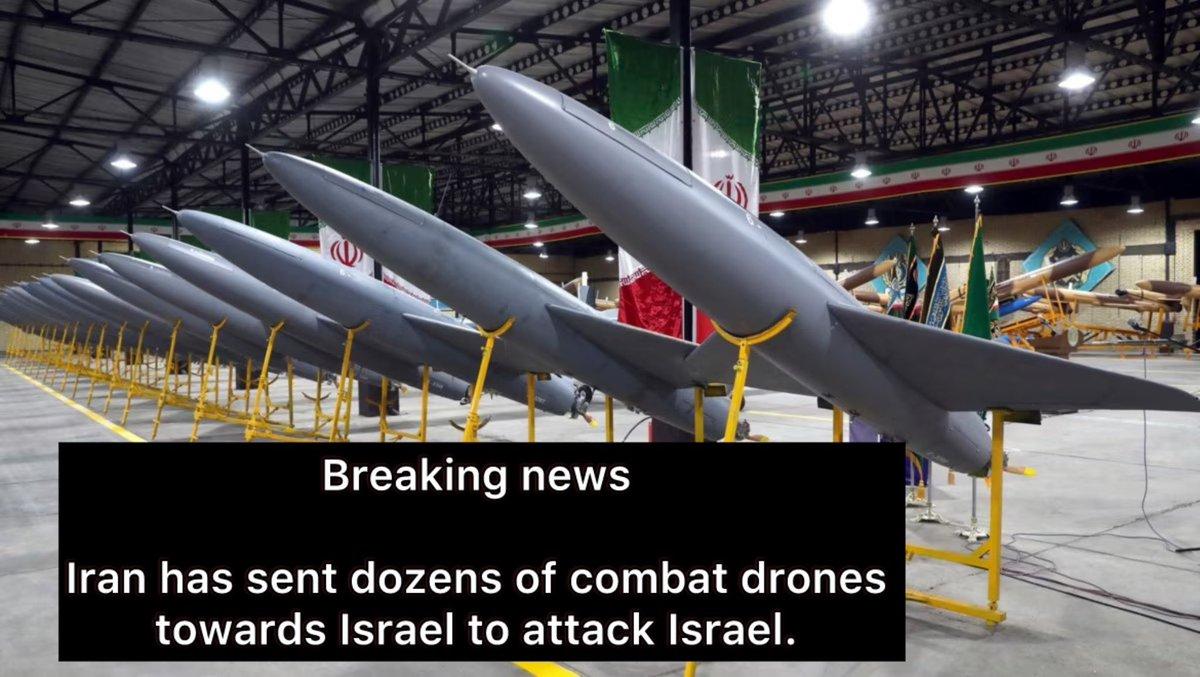 Breaking news
Iran has sent dozens of combat drones
towards Israel to attack Israel.